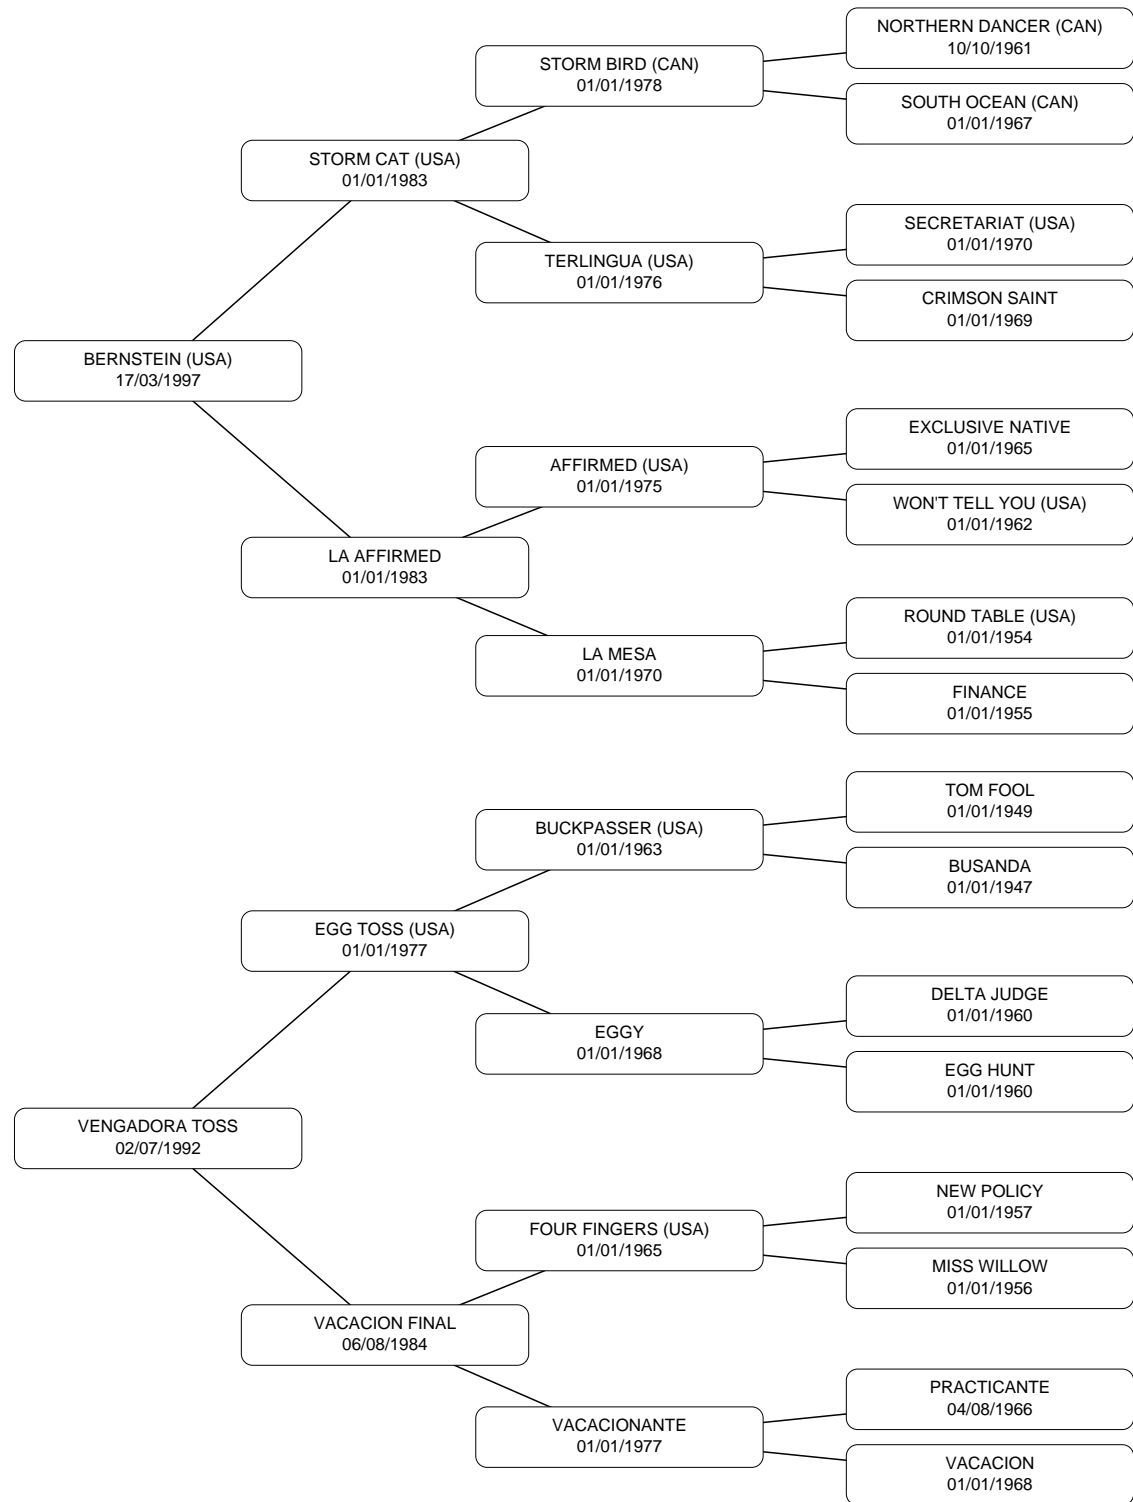 NORTHERN DANCER (CAN)
10/10/1961
STORM BIRD (CAN)
01/01/1978
SOUTH OCEAN (CAN)
01/01/1967
STORM CAT (USA)
01/01/1983
SECRETARIAT (USA)
01/01/1970
TERLINGUA (USA)
01/01/1976
CRIMSON SAINT
01/01/1969
BERNSTEIN (USA)
17/03/1997
EXCLUSIVE NATIVE
01/01/1965
AFFIRMED (USA)
01/01/1975
WON'T TELL YOU (USA)
01/01/1962
LA AFFIRMED
01/01/1983
ROUND TABLE (USA)
01/01/1954
LA MESA
01/01/1970
FINANCE
01/01/1955
TOM FOOL
01/01/1949
BUCKPASSER (USA)
01/01/1963
BUSANDA
01/01/1947
EGG TOSS (USA)
01/01/1977
DELTA JUDGE
01/01/1960
EGGY
01/01/1968
EGG HUNT
01/01/1960
VENGADORA TOSS
02/07/1992
NEW POLICY
01/01/1957
FOUR FINGERS (USA)
01/01/1965
MISS WILLOW
01/01/1956
VACACION FINAL
06/08/1984
PRACTICANTE
04/08/1966
VACACIONANTE
01/01/1977
VACACION
01/01/1968